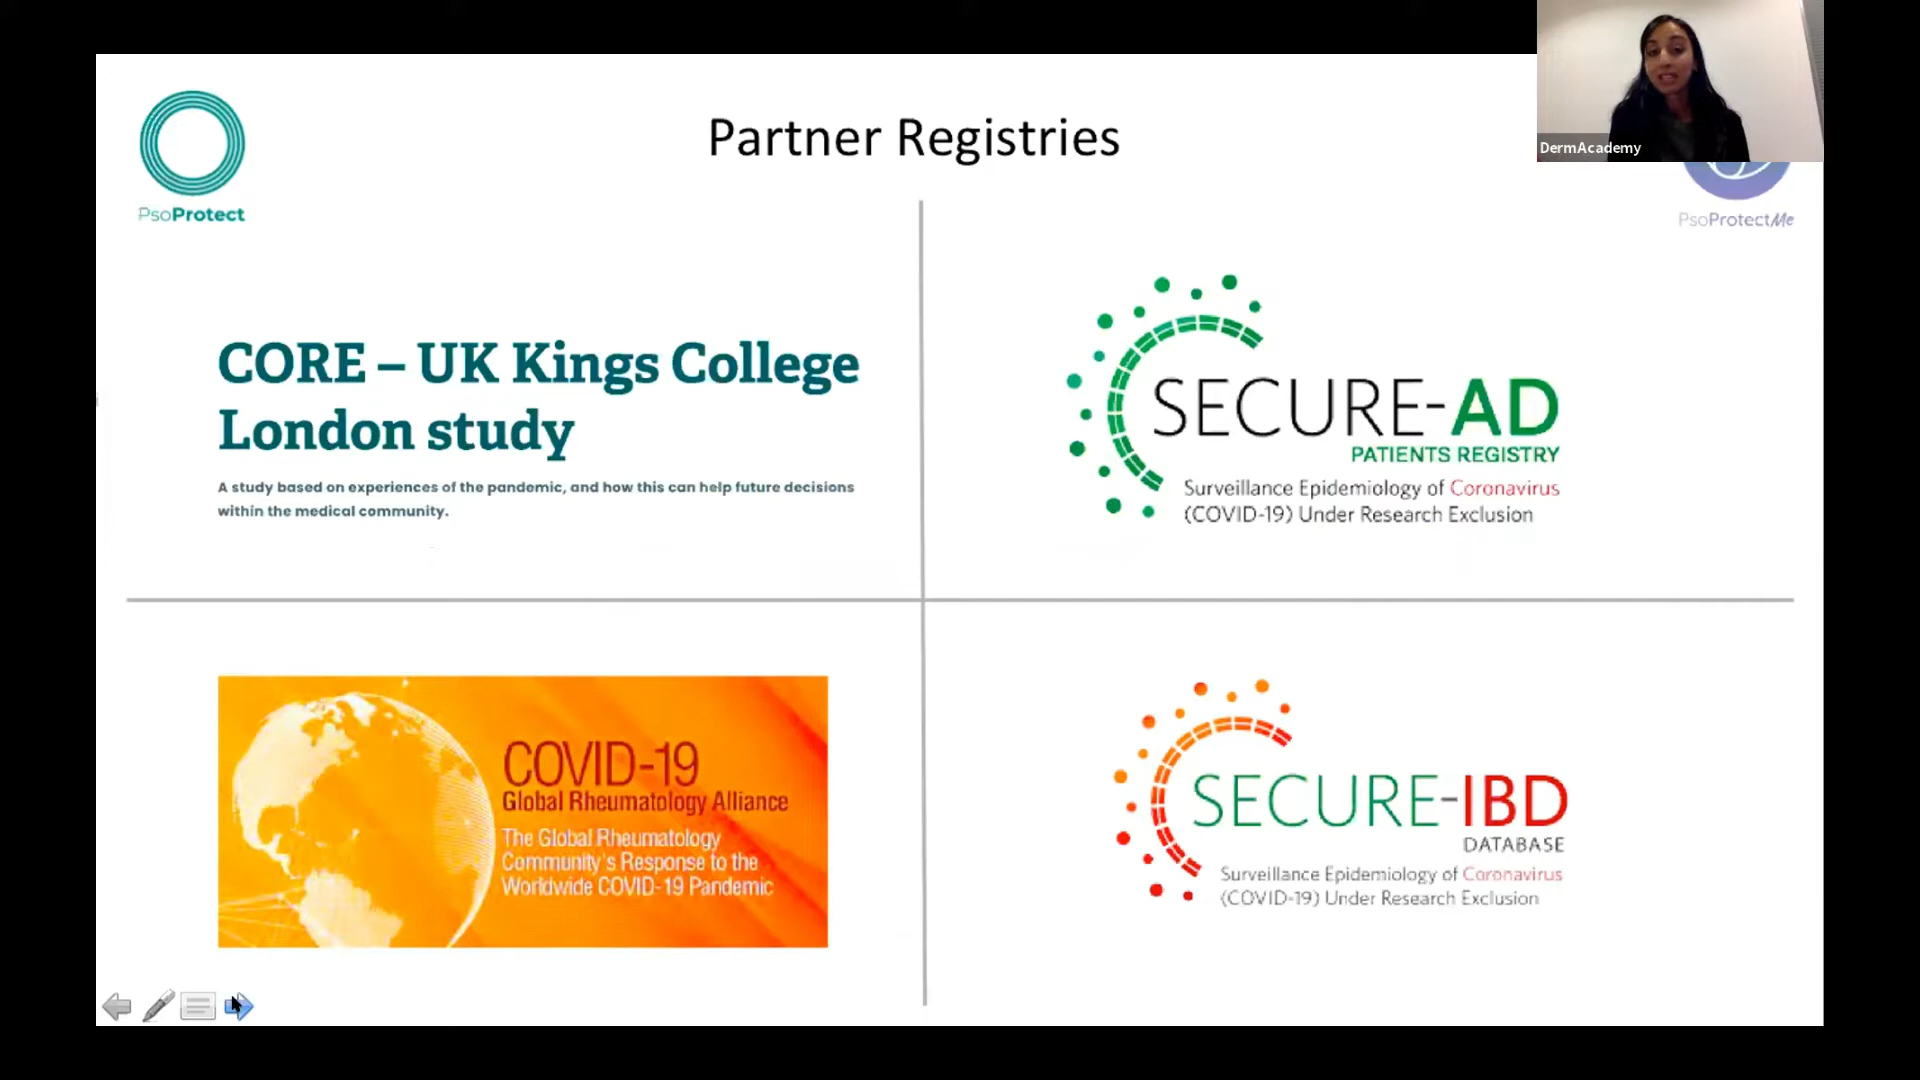 Partner Registries
DermAcademy
PsoProtect
PsoProtectMe
CORE – UK Kings College
London study
A study based on experiences of the pandemic, and how this can help future decisions
within the medical community.
SECURE-AD
PATIENTS REGISTRY
Surveillance Epidemiology of Coronavirus
(COVID-19) Under Research Exclusion
COVID-19
Global Rheumatology Alliance
The Global Rheumatology
Community's Response to the
Worldwide COVID-19 Pandemic
SECURE-IBD
DATABASE
Surveillance Epidemiology of Coronavirus
(COVID-19) Under Research Exclusion